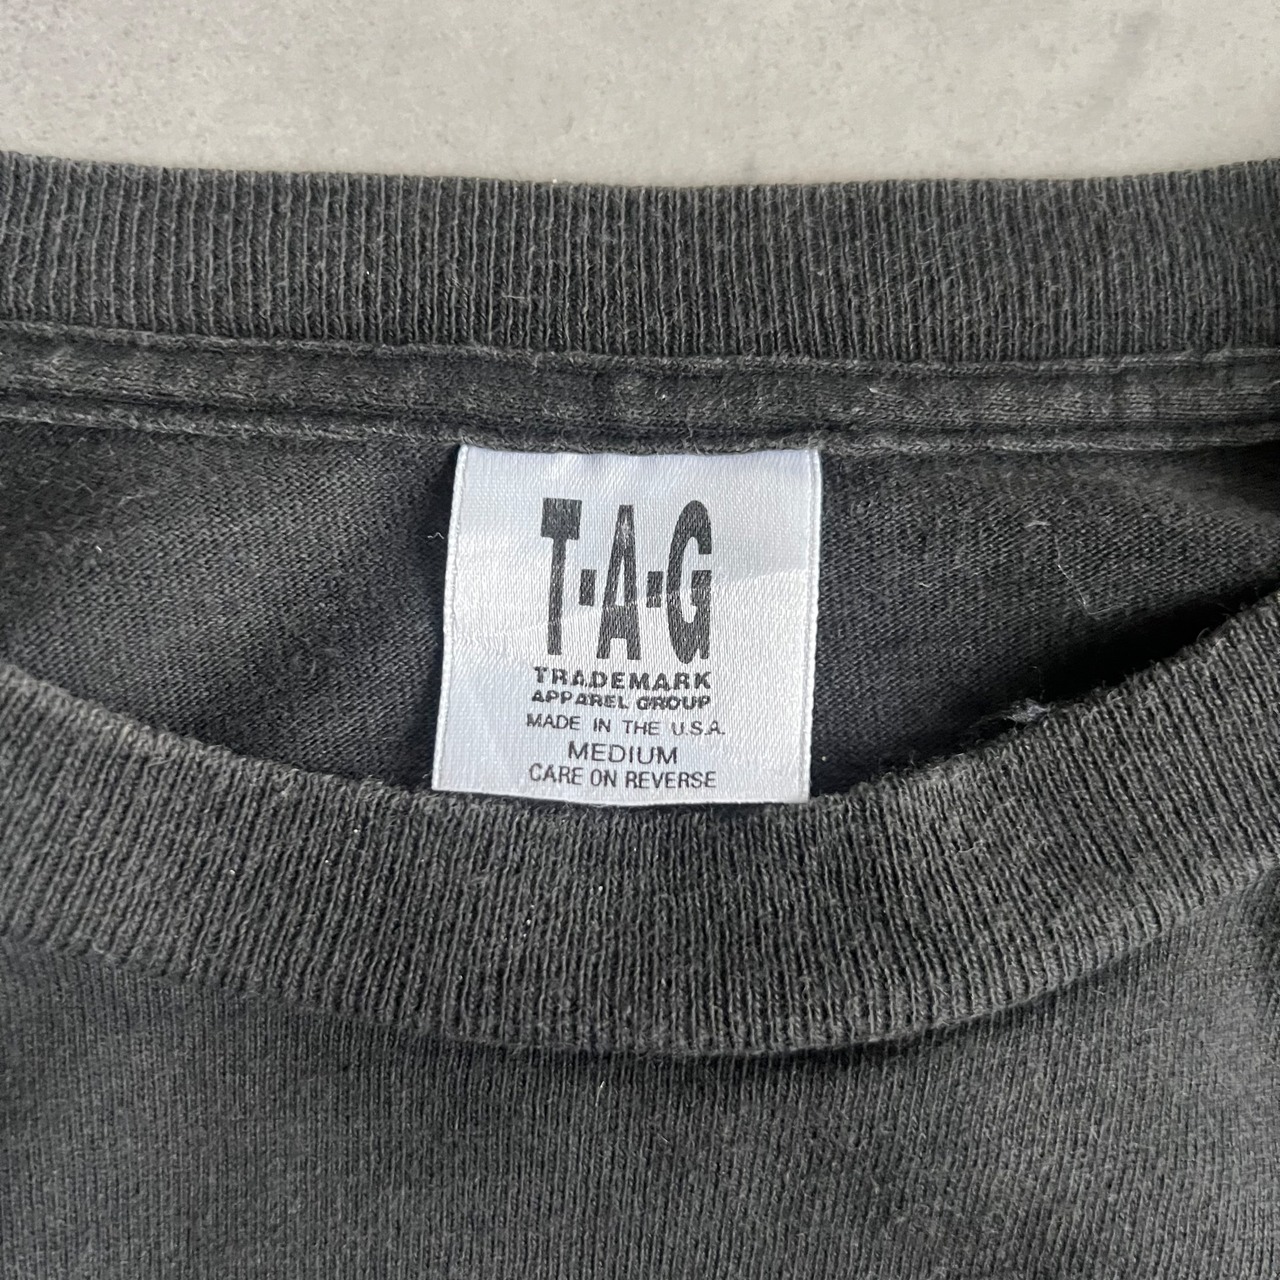 T-A-G
TRADEMARK
APPAREL GROUP
MADE IN THE U.S.A.
MEDIUM
CARE ON REVERSE